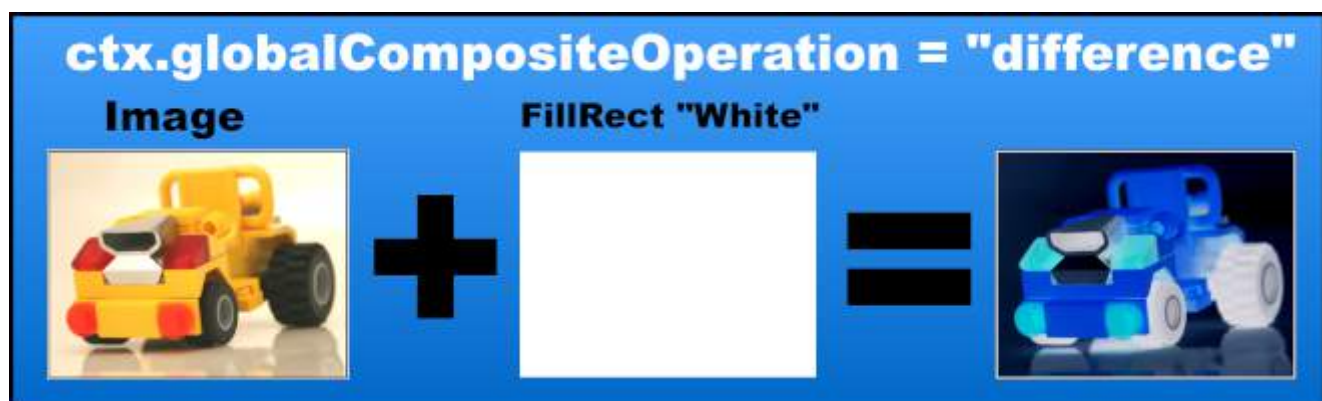 ctx.globalCompositeOperation = "difference"
Image FillRect "White"